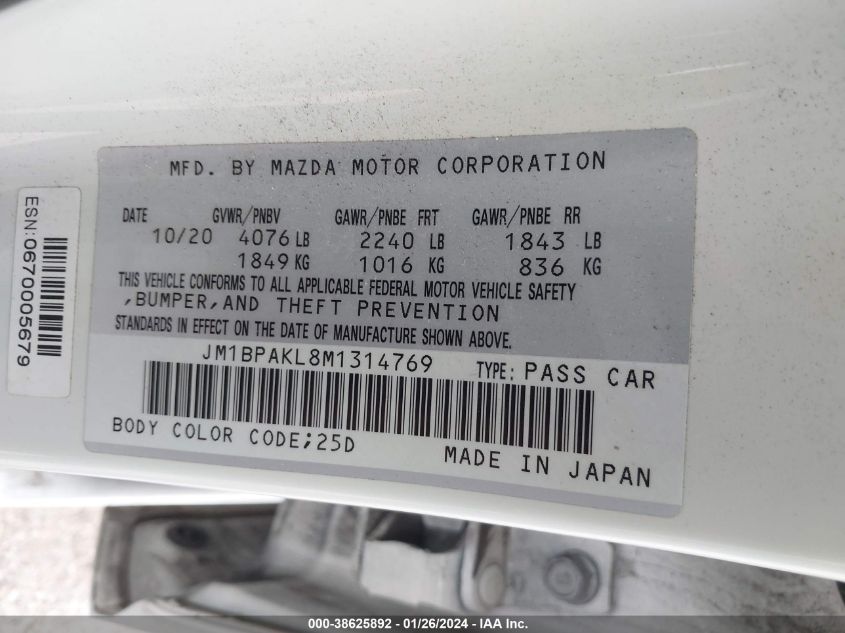 MFD. BY MAZDA MOTOR CORPORATION
DATE GVWR/PNBV GAWR/PNBE FRT GAWR/PNBE RR
10/20 4076 LB 2240 LB 1843 LB
1849 KG 1016 KG 836 KG
THIS VEHICLE CONFORMS TO ALL APPLICABLE FEDERAL MOTOR VEHICLE SAFETY
,BUMPER,AND THEFT PREVENTION
STANDARDS IN EFFECT ON THE DATE OF MANUFACTURE SHOWN ABOVE.
JM1BPAKL8M1314769 TYPE: PASS CAR
BODY COLOR CODE;25D MADE IN JAPAN
ESN:0670005679
000-38625892 - 01/26/2024 - IAA Inc.